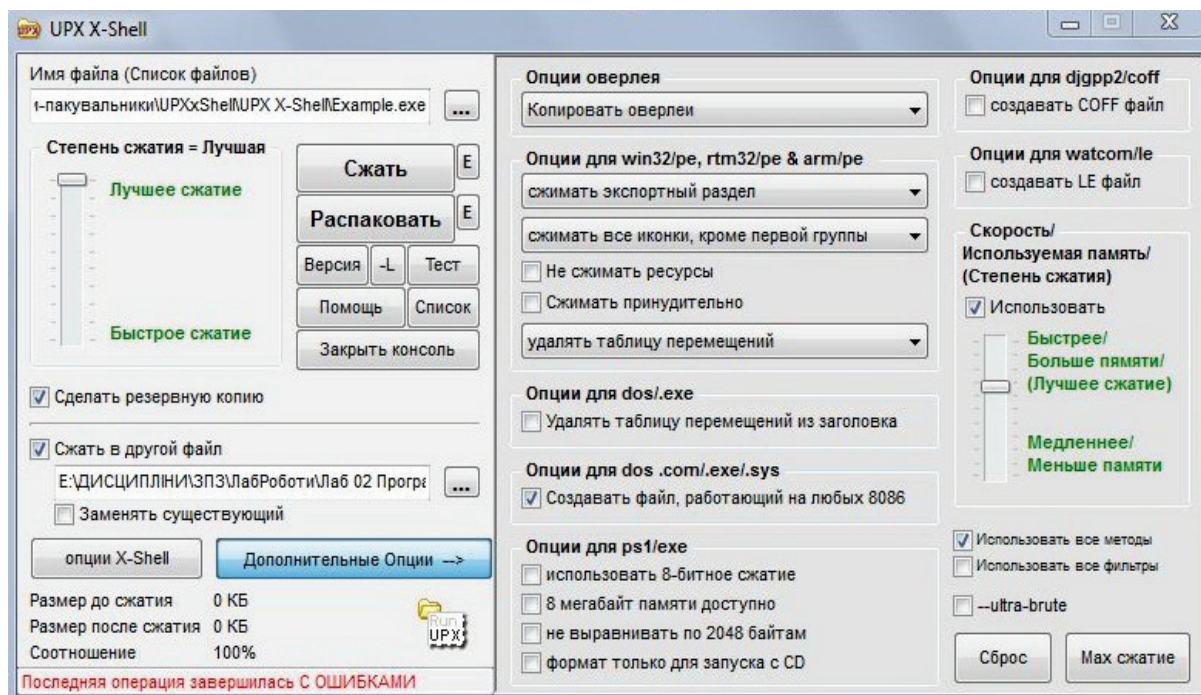 UPX X-Shell
Имя файла (Список файлов)
г-пакувальники\UPXxShell\UPX X-Shell\Example.exe
...
Степень сжатия = Лучшая
Лучшее сжатие
Быстрое сжатие
Сжать
E
Распаковать
E
Версия
-L
Тест
Помощь
Список
Закрыть консоль
Сделать резервную копию
Сжать в другой файл
E:\ДИСЦИПЛІНИ\ЗПЗ\ЛабРоботи\Лаб 02 Програ
...
Заменять существующий
опции X-Shell
Дополнительные Опции -->
Размер до сжатия 0 КБ
Размер после сжатия 0 КБ
Соотношение 100%
Run
UPX
Последняя операция завершилась С ОШИБКАМИ
Опции оверлея
Копировать оверлеи
Опции для win32/pe, rtm32/pe & arm/pe
сжимать экспортный раздел
сжимать все иконки, кроме первой группы
Не сжимать ресурсы
Сжимать принудительно
удалять таблицу перемещений
Опции для dos/.exe
Удалять таблицу перемещений из заголовка
Опции для dos .com/.exe/.sys
Создавать файл, работающий на любых 8086
Опции для ps1/exe
использовать 8-битное сжатие
8 мегабайт памяти доступно
не выравнивать по 2048 байтам
формат только для запуска с CD
Опции для djgpp2/coff
создавать COFF файл
Опции для watcom/le
создавать LE файл
Скорость/
Используемая память/
(Степень сжатия)
Использовать
Быстрее/
Больше пямяти/
(Лучшее сжатие)
Медленнее/
Меньше памяти
Использовать все методы
Использовать все фильтры
--ultra-brute
Сброс
Мах сжатие